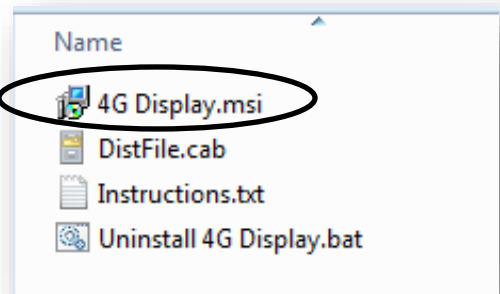 Name
4G Display.msi
DistFile.cab
Instructions.txt
Uninstall 4G Display.bat